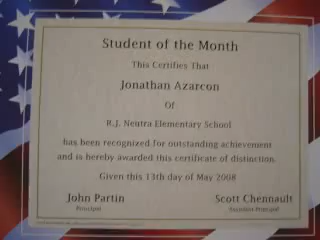 Student of the Month
This Certifies That
Jonathan Azarcon
Of
R.J. Neutra Elementary School
has been recognized for outstanding achievement
and is hereby awarded this certificate of distinction.
Given this 13th day of May 2008
John Partin
Principal
Scott Chennault
Assistant Principal